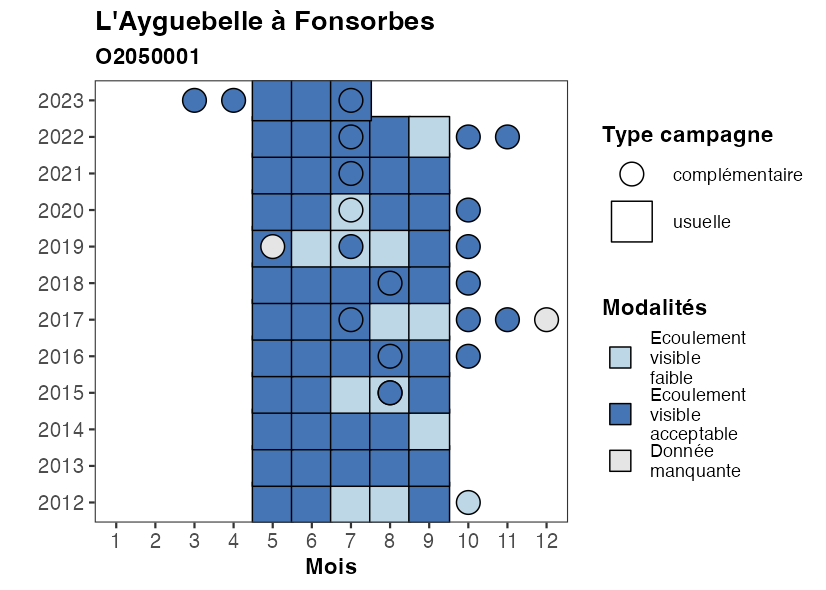 L'Ayguebelle à Fonsorbes
O2050001
2023
2022
2021
2020
2019
2018
2017
2016
2015
2014
2013
2012
1 2 3 4 5 6 7 8 9 10 11 12
Mois
Type campagne
complémentaire
usuelle
Modalités
Ecoulement
visible
faible
Ecoulement
visible
acceptable
Donnée
manquante